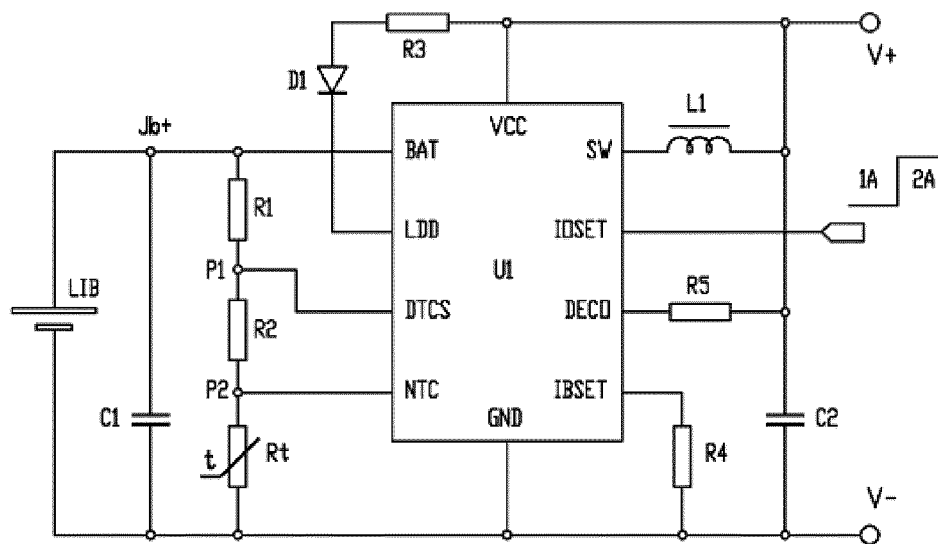 R3
V+
D1
L1
Jb+
VCC
BAT
SW
1A
2A
R1
LDD
IOSET
P1
U1
LIB
R5
DTCS
DECO
R2
P2
NTC
IBSET
C1
GND
C2
t
Rt
R4
V-